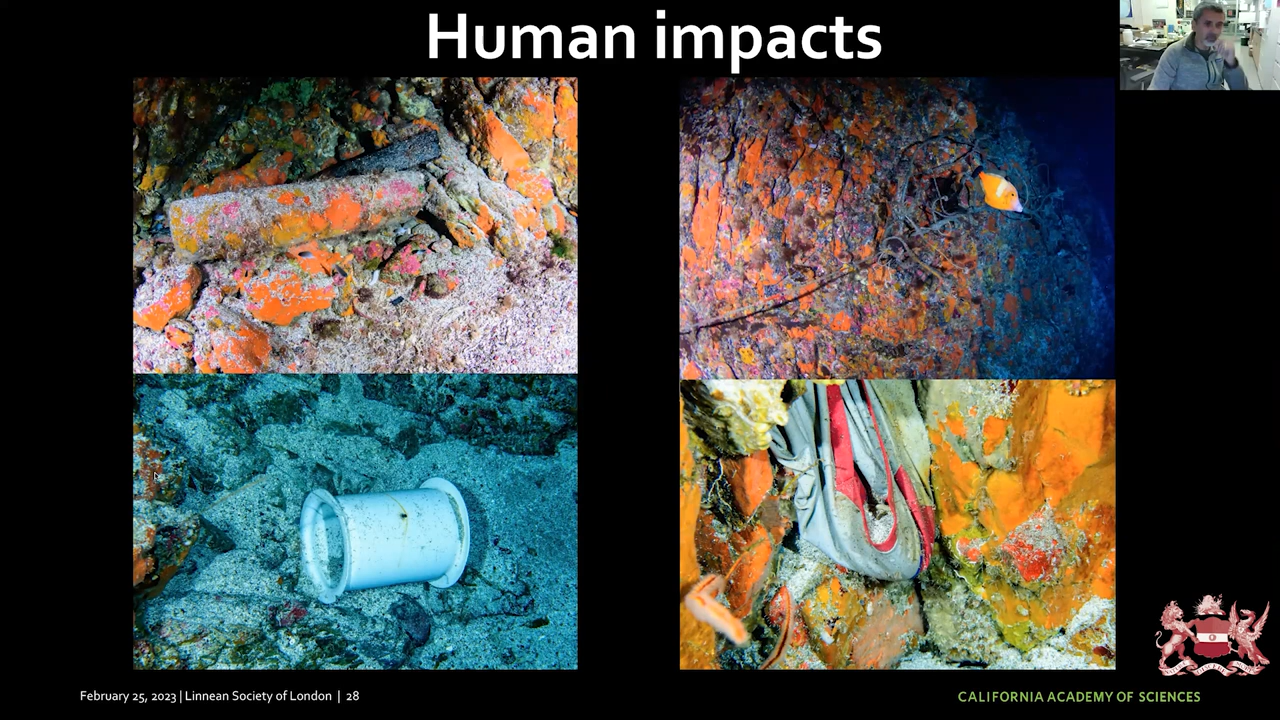 Human impacts
February 25, 2023 | Linnean Society of London | 28
CALIFORNIA ACADEMY OF SCIENCES